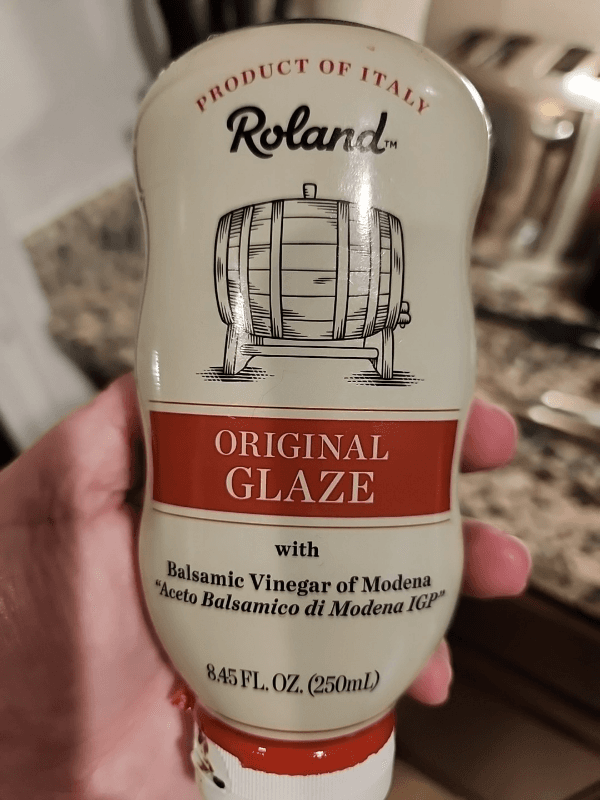 PRODUCT OF ITALY
Roland™
ORIGINAL
GLAZE
with
Balsamic Vinegar of Modena
"Aceto Balsamico di Modena IGP"
8.45 FL. OZ. (250mL)